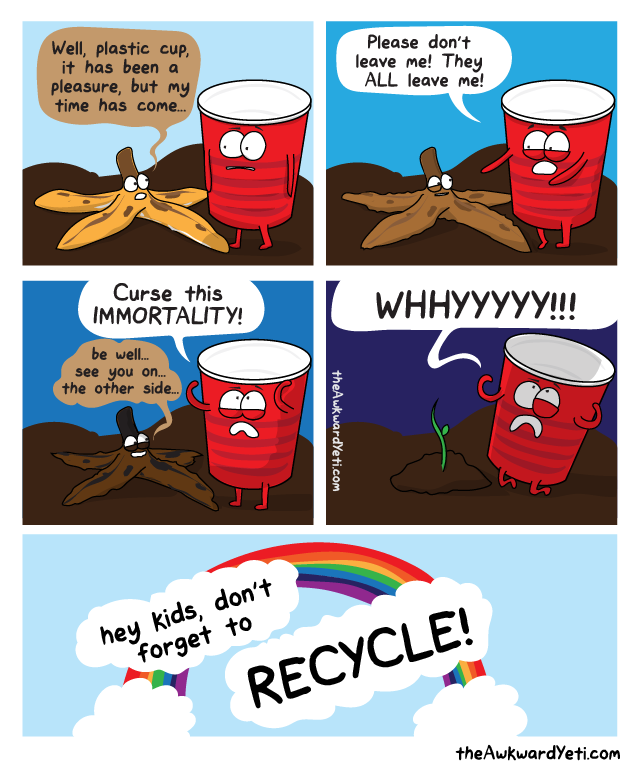 Well, plastic cup,
it has been a
pleasure, but my
time has come...
Please don't
leave me! They
ALL leave me!
Curse this
IMMORTALITY!
be well...
see you on...
the other side...
WHHYYYYY!!!
theAwkwardYeti.com
hey kids, don't
forget to
RECYCLE!
theAwkwardYeti.com